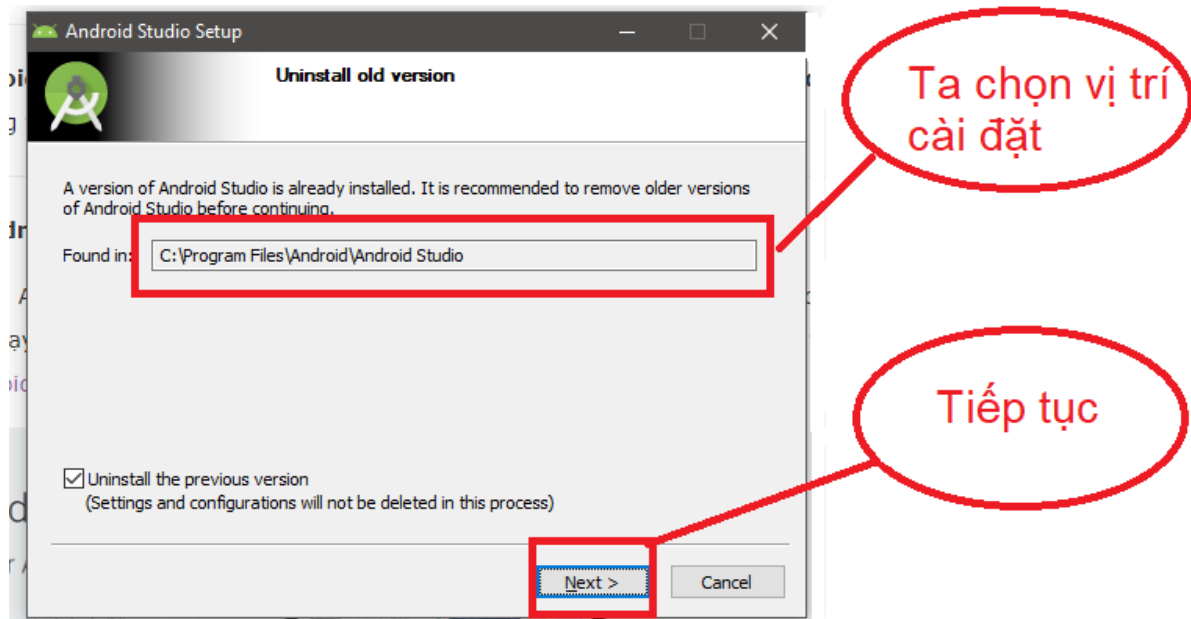 Android Studio Setup
Uninstall old version
A version of Android Studio is already installed. It is recommended to remove older versions
of Android Studio before continuing.
Found in:
C:\Program Files\Android\Android Studio
Uninstall the previous version
(Settings and configurations will not be deleted in this process)
Next >
Cancel
Ta chọn vị trí
cài đặt
Tiếp tục